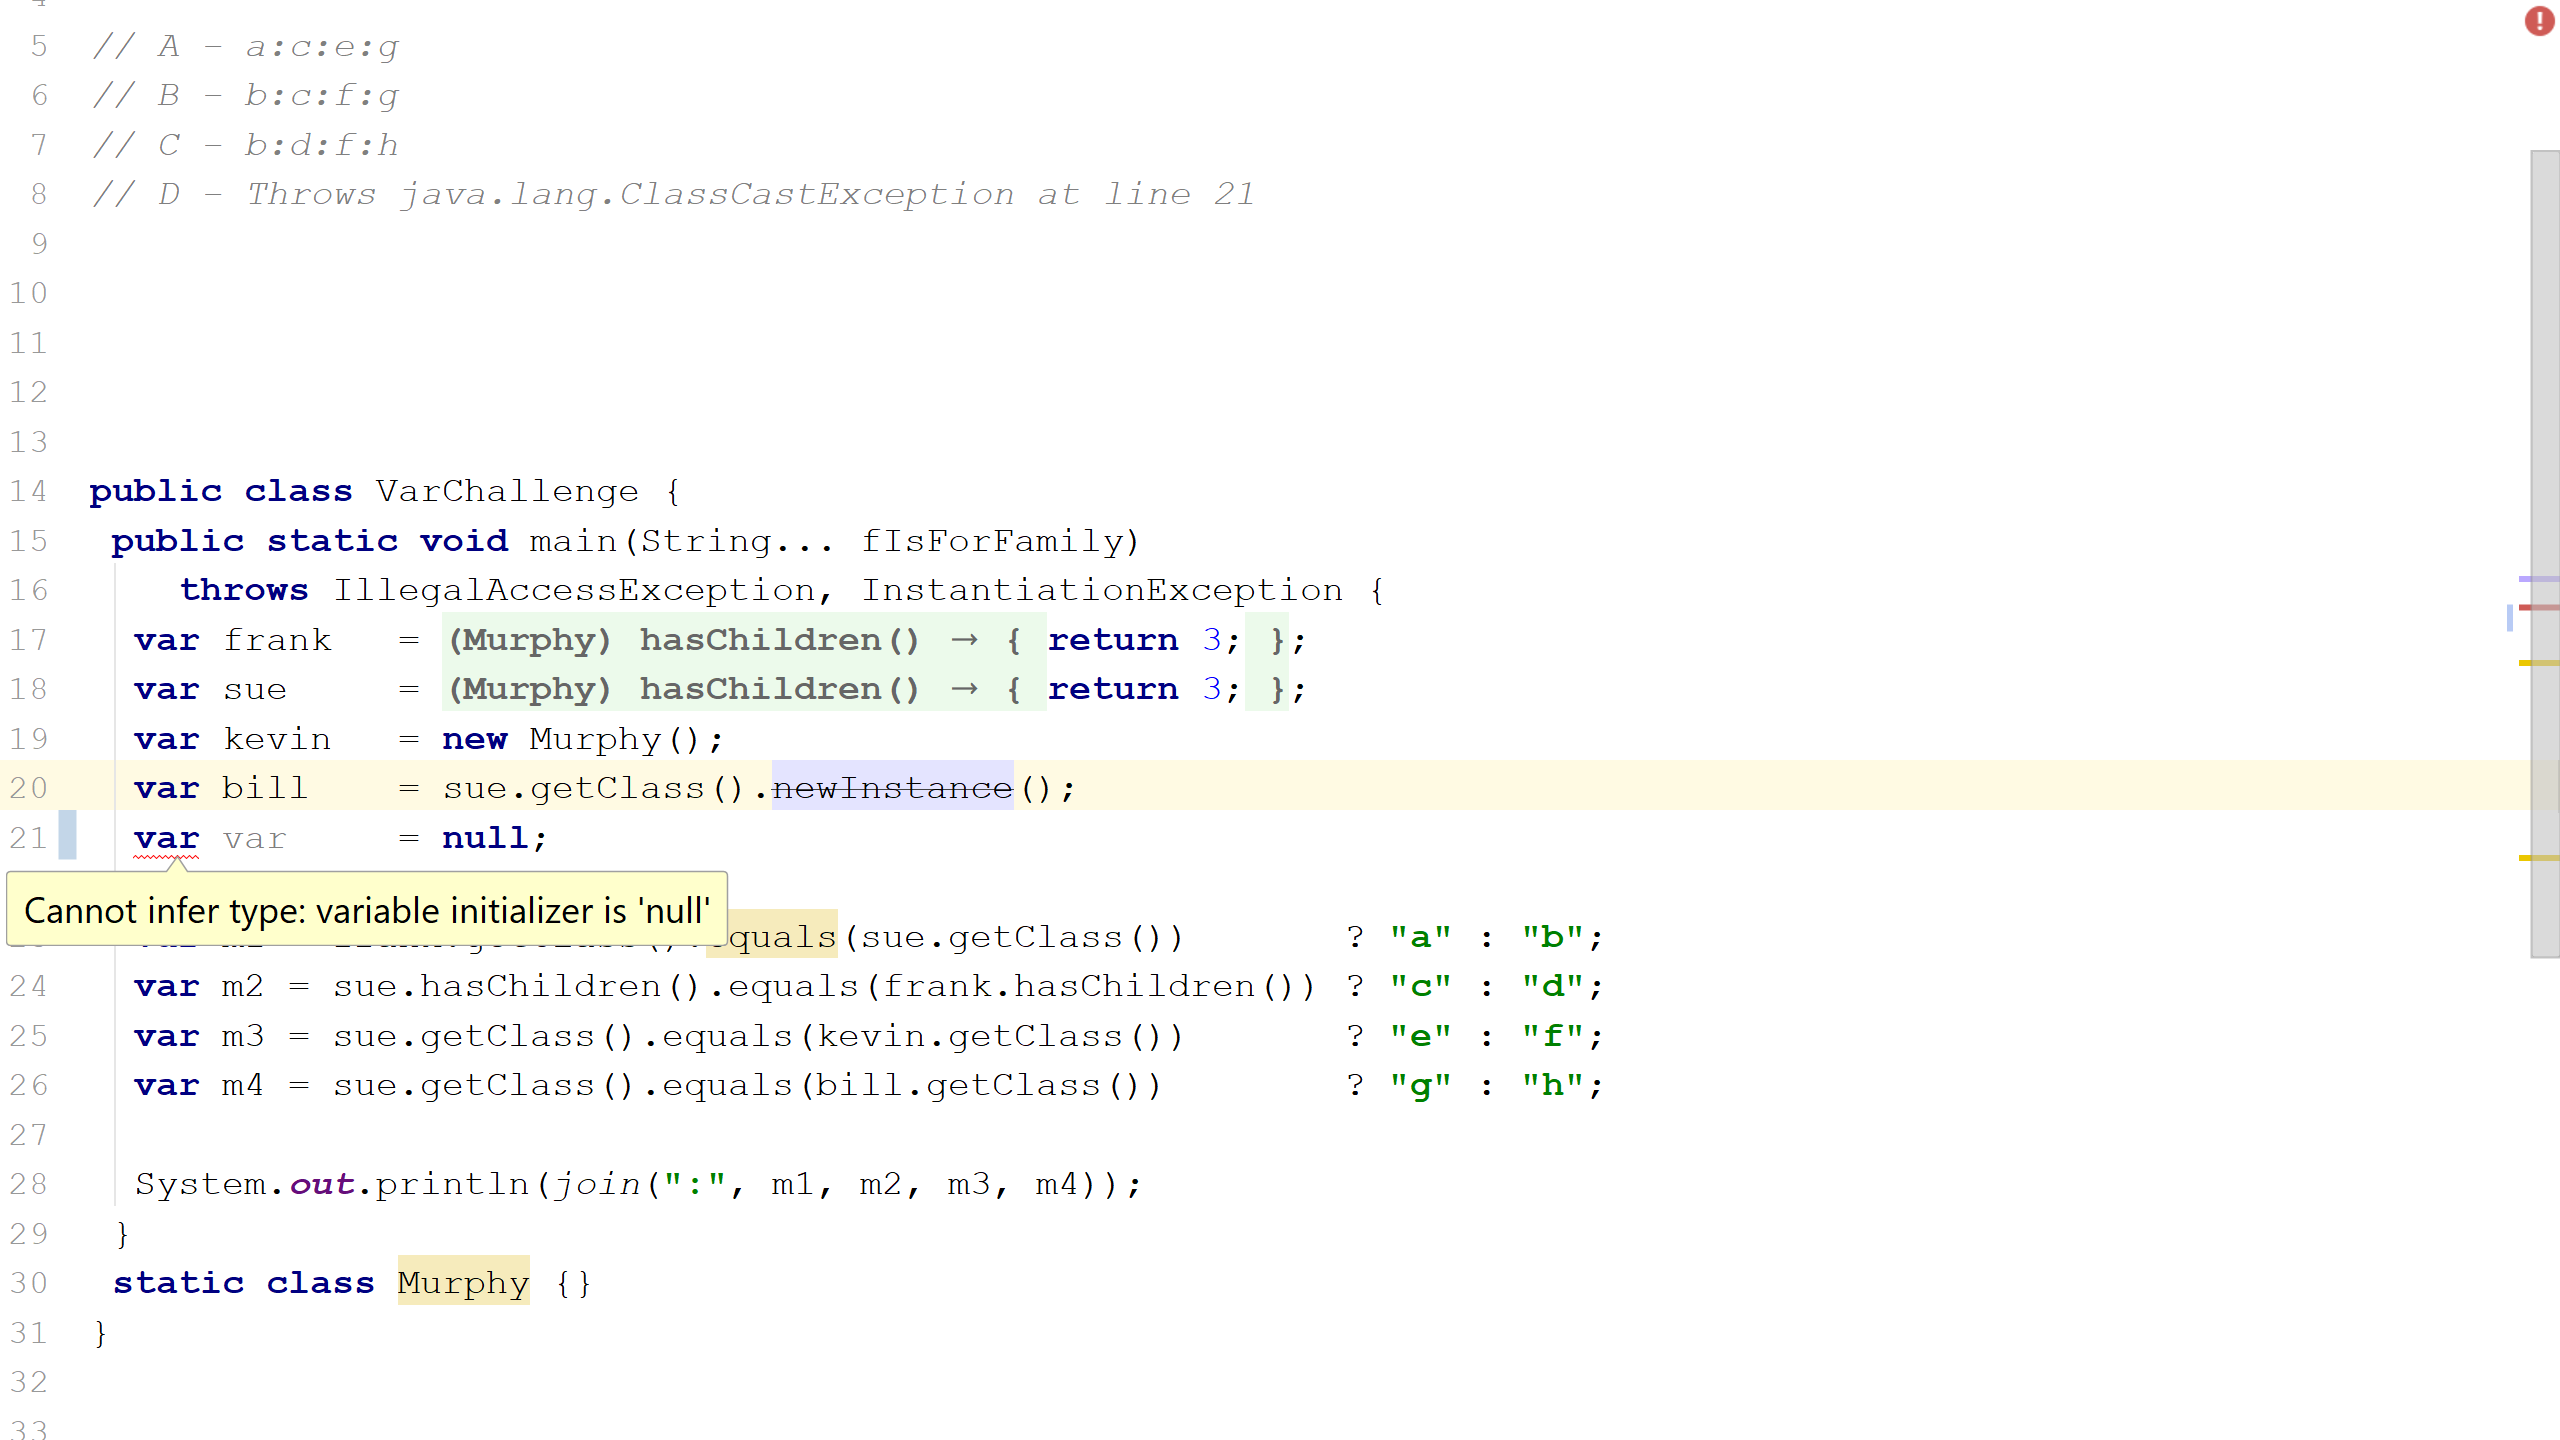 5 // A - a:c:e:g
6 // B - b:c:f:g
7 // C - b:d:f:h
8 // D - Throws java.lang.ClassCastException at line 21
9
10
11
12
13
14 public class VarChallenge {
15 public static void main(String... fIsForFamily)
16 throws IllegalAccessException, InstantiationException {
17 var frank = (Murphy) hasChildren() → { return 3; };
18 var sue = (Murphy) hasChildren() → { return 3; };
19 var kevin = new Murphy();
20 var bill = sue.getClass().newInstance();
21 var var = null;
Cannot infer type: variable initializer is 'null'
quals(sue.getClass()) ? "a" : "b";
24 var m2 = sue.hasChildren().equals(frank.hasChildren()) ? "c" : "d";
25 var m3 = sue.getClass().equals(kevin.getClass()) ? "e" : "f";
26 var m4 = sue.getClass().equals(bill.getClass()) ? "g" : "h";
27
28 System.out.println(join(":", m1, m2, m3, m4));
29 }
30 static class Murphy {}
31 }
32
33